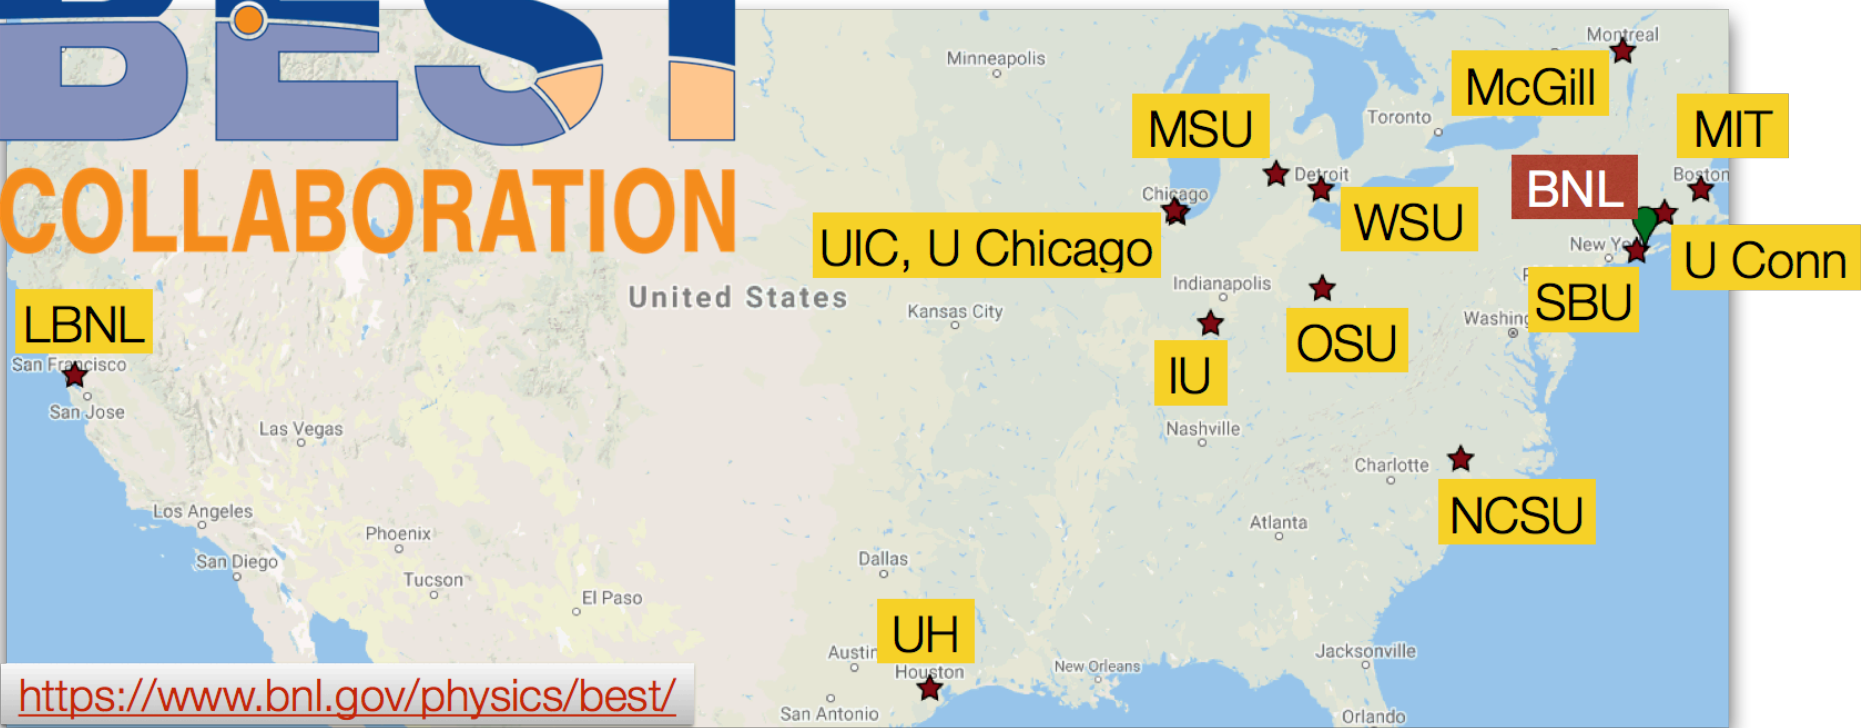 BEST
COLLABORATION
Montreal
Minneapolis
McGill
MSU
Toronto
MIT
Detroit
Boston
BNL
Chicago
WSU
UIC, U Chicago
New Yo
U Conn
Indianapolis
United States
SBU
LBNL
Kansas City
Washing
OSU
San Francisco
IU
San Jose
Las Vegas
Nashville
Charlotte
NCSU
Los Angeles
Atlanta
Phoenix
San Diego
Dallas
Tucson
El Paso
UH
Austin
Jacksonville
New Orleans
Houston
https://www.bnl.gov/physics/best/
San Antonio
Orlando